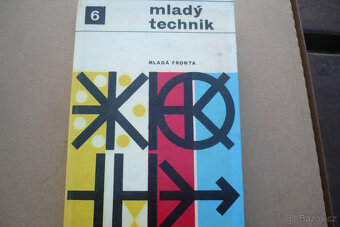 6
mladý
technik
MLADÁ FRONTA
© Bazos.cz